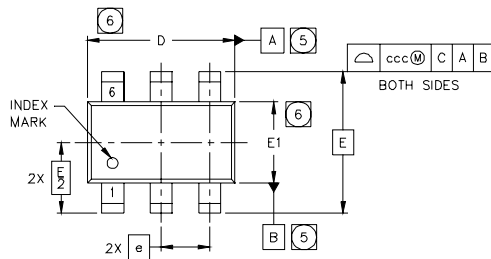 6
D
A 5
ccc Ⓜ C A B
BOTH SIDES
6
INDEX
MARK
E1
6
E
2X E/2
1
B 5
2X e